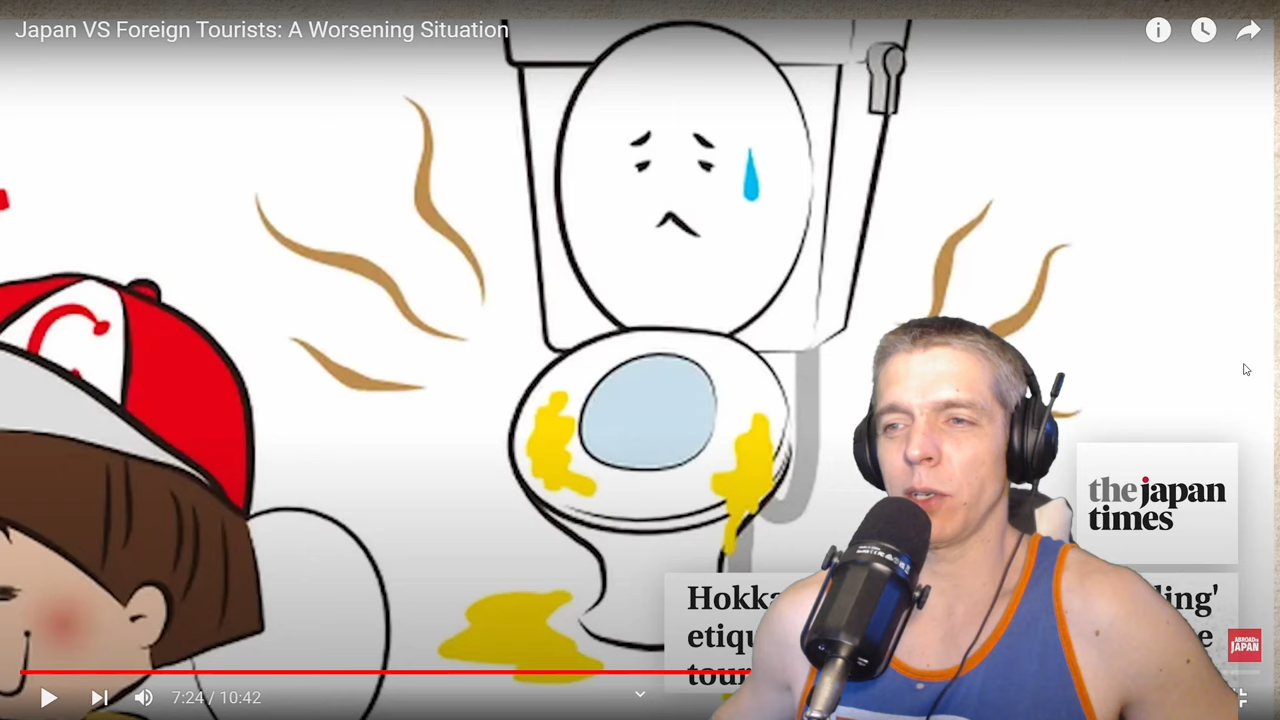 Japan VS Foreign Tourists: A Worsening Situation
C
the japan
times
Hokka
ling'
etiqu
e
tour
ABROAD in
JAPAN
7:24 / 10:42